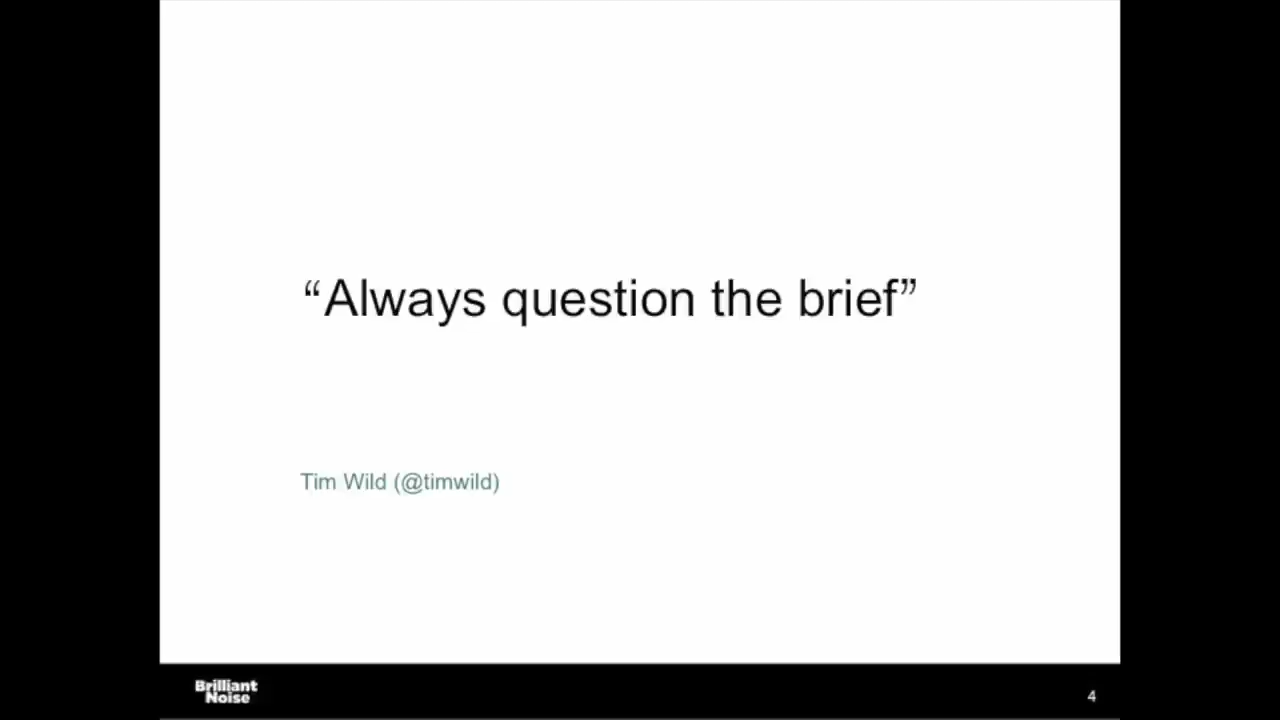 “Always question the brief”
Tim Wild (@timwild)
Brilliant
Noise
4